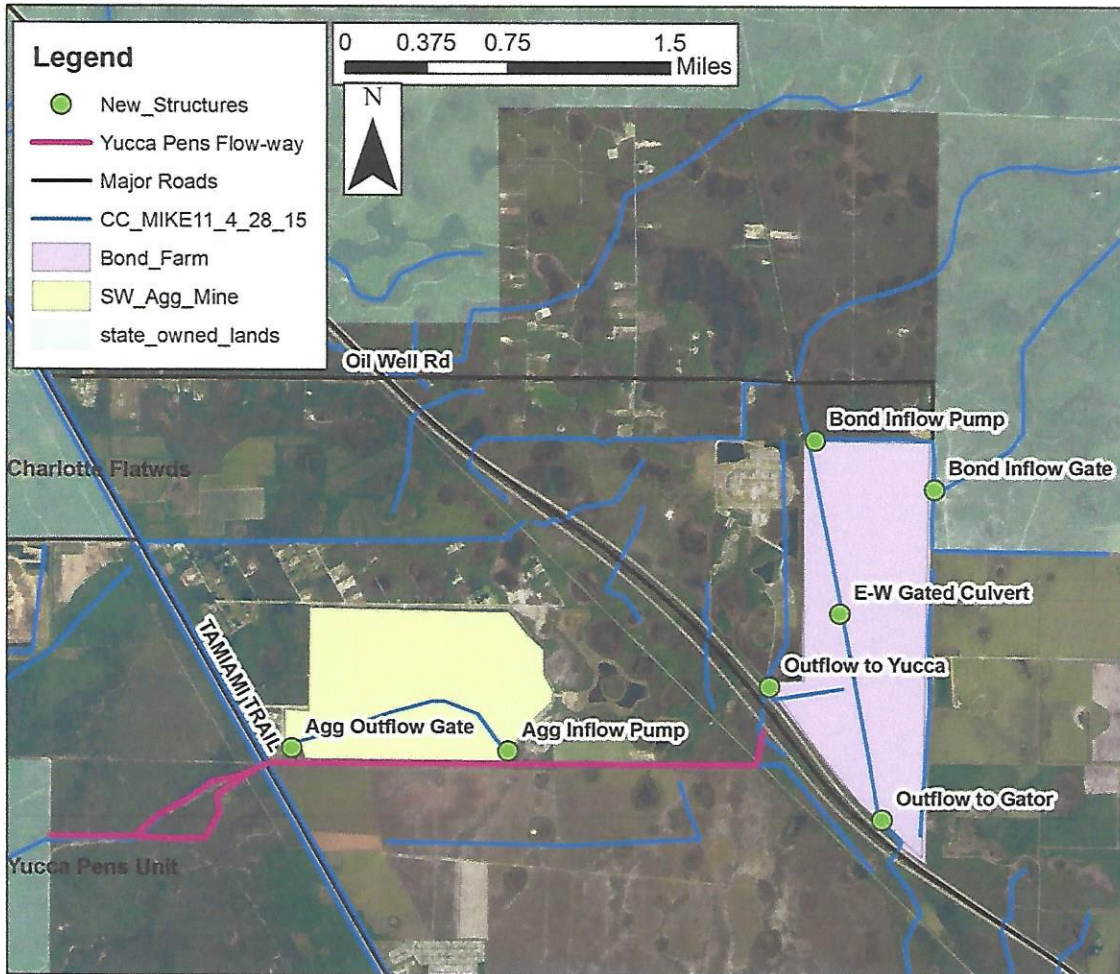 Legend
New_Structures
Yucca Pens Flow-way
Major Roads
CC_MIKE11_4_28_15
Bond_Farm
SW_Agg_Mine
state_owned_lands
0 0.375 0.75 1.5
Miles
N
Oil Well Rd
Bond Inflow Pump
Charlotte Flatwds
Bond Inflow Gate
E-W Gated Culvert
Outflow to Yucca
TAMIAMI TRAIL
Agg Outflow Gate
Agg Inflow Pump
Outflow to Gator
Yucca Pens Unit